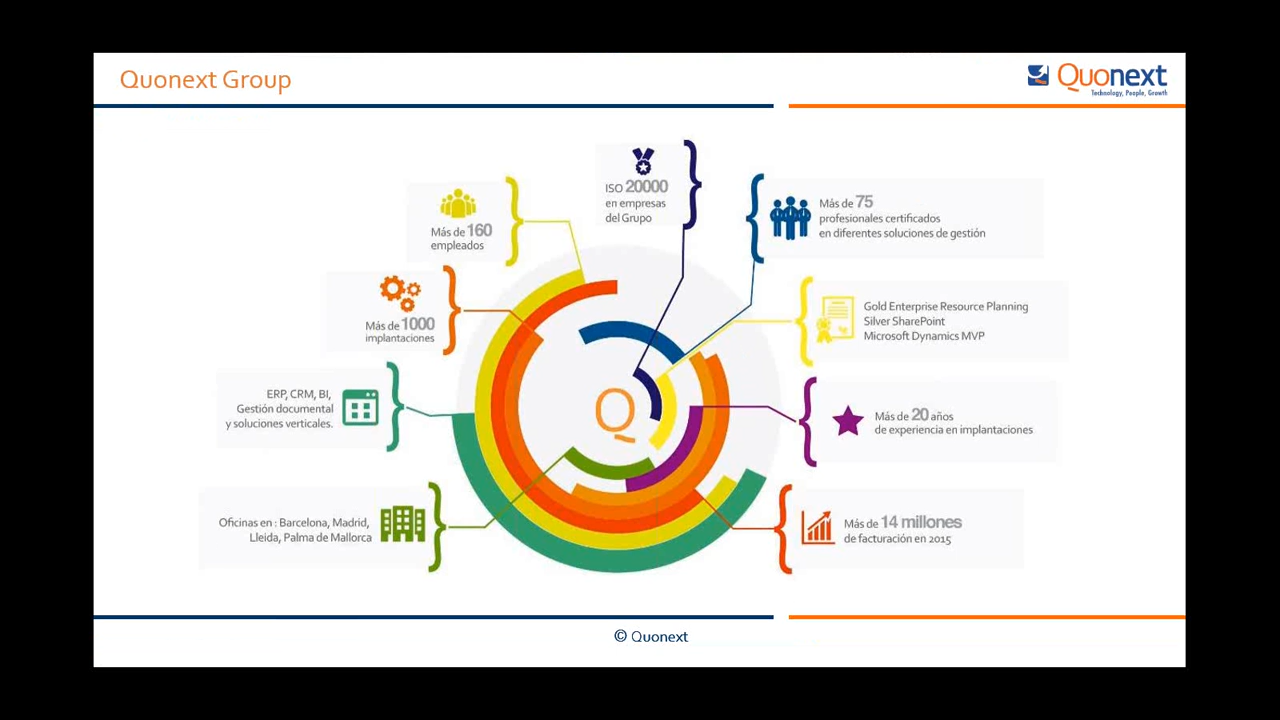 Quonext Group
Quonext
Technology, People, Growth
ISO 20000
en empresas
del Grupo
Más de 75
profesionales certificados
en diferentes soluciones de gestión
Más de 160
empleados
Gold Enterprise Resource Planning
Silver SharePoint
Microsoft Dynamics MVP
Más de 1000
implantaciones
ERP, CRM, BI,
Gestión documental
y soluciones verticales.
Q
Más de 20 años
de experiencia en implantaciones
Oficinas en : Barcelona, Madrid,
Lleida, Palma de Mallorca
Más de 14 millones
de facturación en 2015
© Quonext